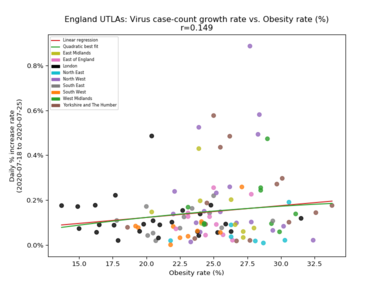 England UTLAs: Virus case-count growth rate vs. Obesity rate (%)
r=0.149
Linear regression
Quadratic best fit
East Midlands
East of England
London
North East
North West
South East
South West
West Midlands
Yorkshire and The Humber
Daily % increase rate
(2020-07-18 to 2020-07-25)
0.8%
0.6%
0.4%
0.2%
0.0%
15.0
17.5
20.0
22.5
25.0
27.5
30.0
32.5
Obesity rate (%)